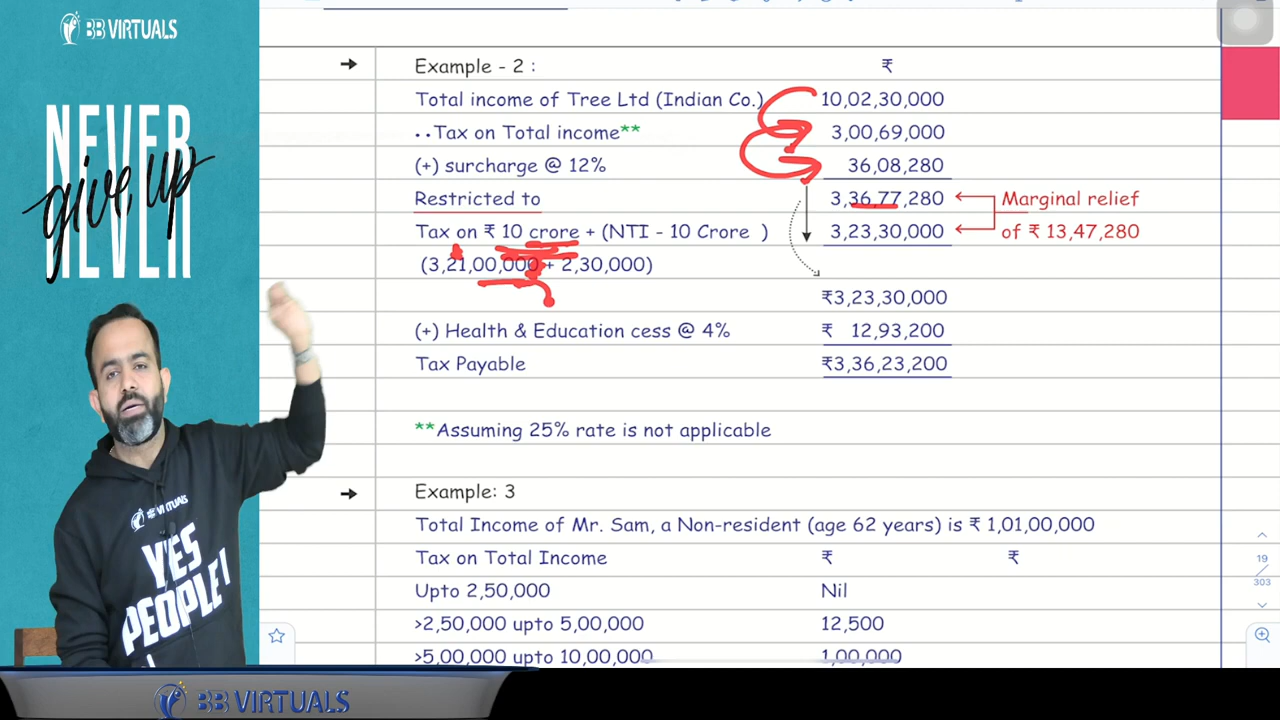 BB VIRTUALS
NEVER
give up
NEVER
BB VIRTUALS
YES
PEOPLE!
BB VIRTUALS
→ Example - 2 : ₹
Total income of Tree Ltd (Indian Co.) 10,02,30,000
..Tax on Total income** 3,00,69,000
(+) surcharge @ 12% 36,08,280
Restricted to 3,36,77,280 Marginal relief
Tax on ₹ 10 crore + (NTI - 10 Crore ) 3,23,30,000 of ₹ 13,47,280
(3,21,00,000 + 2,30,000)
₹3,23,30,000
(+) Health & Education cess @ 4% ₹ 12,93,200
Tax Payable ₹3,36,23,200
**Assuming 25% rate is not applicable
→ Example: 3
Total Income of Mr. Sam, a Non-resident (age 62 years) is ₹ 1,01,00,000
Tax on Total Income ₹ ₹
Upto 2,50,000 Nil
>2,50,000 upto 5,00,000 12,500
>5,00,000 upto 10,00,000 1,00,000
19
303